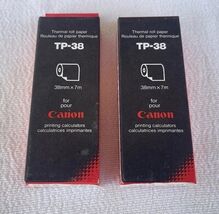 Thermal roll paper
Rouleau de papier thermique
TP-38
38mm x 7m
for
pour
Canon
printing calculators
calculatrices imprimantes
Thermal roll paper
Rouleau de papier thermique
TP-38
38mm x 7m
for
pour
Canon
printing calculators
calculatrices imprimantes